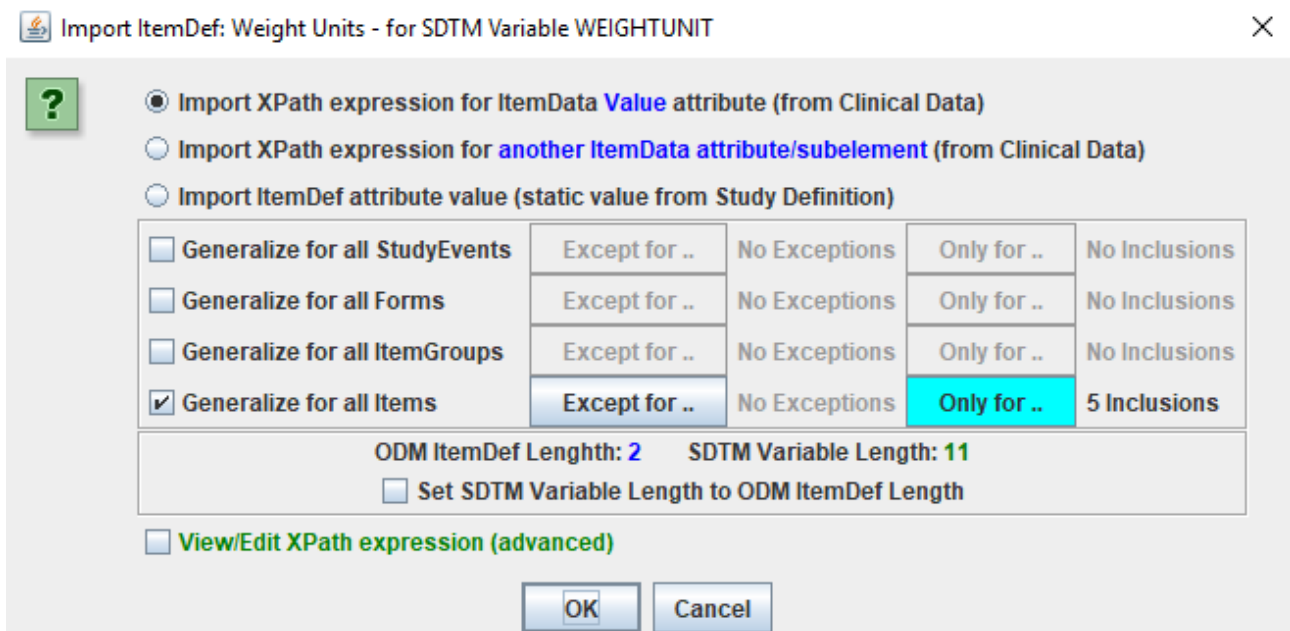 Import ItemDef: Weight Units - for SDTM Variable WEIGHTUNIT
?
Import XPath expression for ItemData Value attribute (from Clinical Data)
Import XPath expression for another ItemData attribute/subelement (from Clinical Data)
Import ItemDef attribute value (static value from Study Definition)
Generalize for all StudyEvents Except for .. No Exceptions Only for .. No Inclusions
Generalize for all Forms Except for .. No Exceptions Only for .. No Inclusions
Generalize for all ItemGroups Except for .. No Exceptions Only for .. No Inclusions
Generalize for all Items Except for .. No Exceptions Only for .. 5 Inclusions
ODM ItemDef Lenghth: 2 SDTM Variable Length: 11
Set SDTM Variable Length to ODM ItemDef Length
View/Edit XPath expression (advanced)
OK Cancel